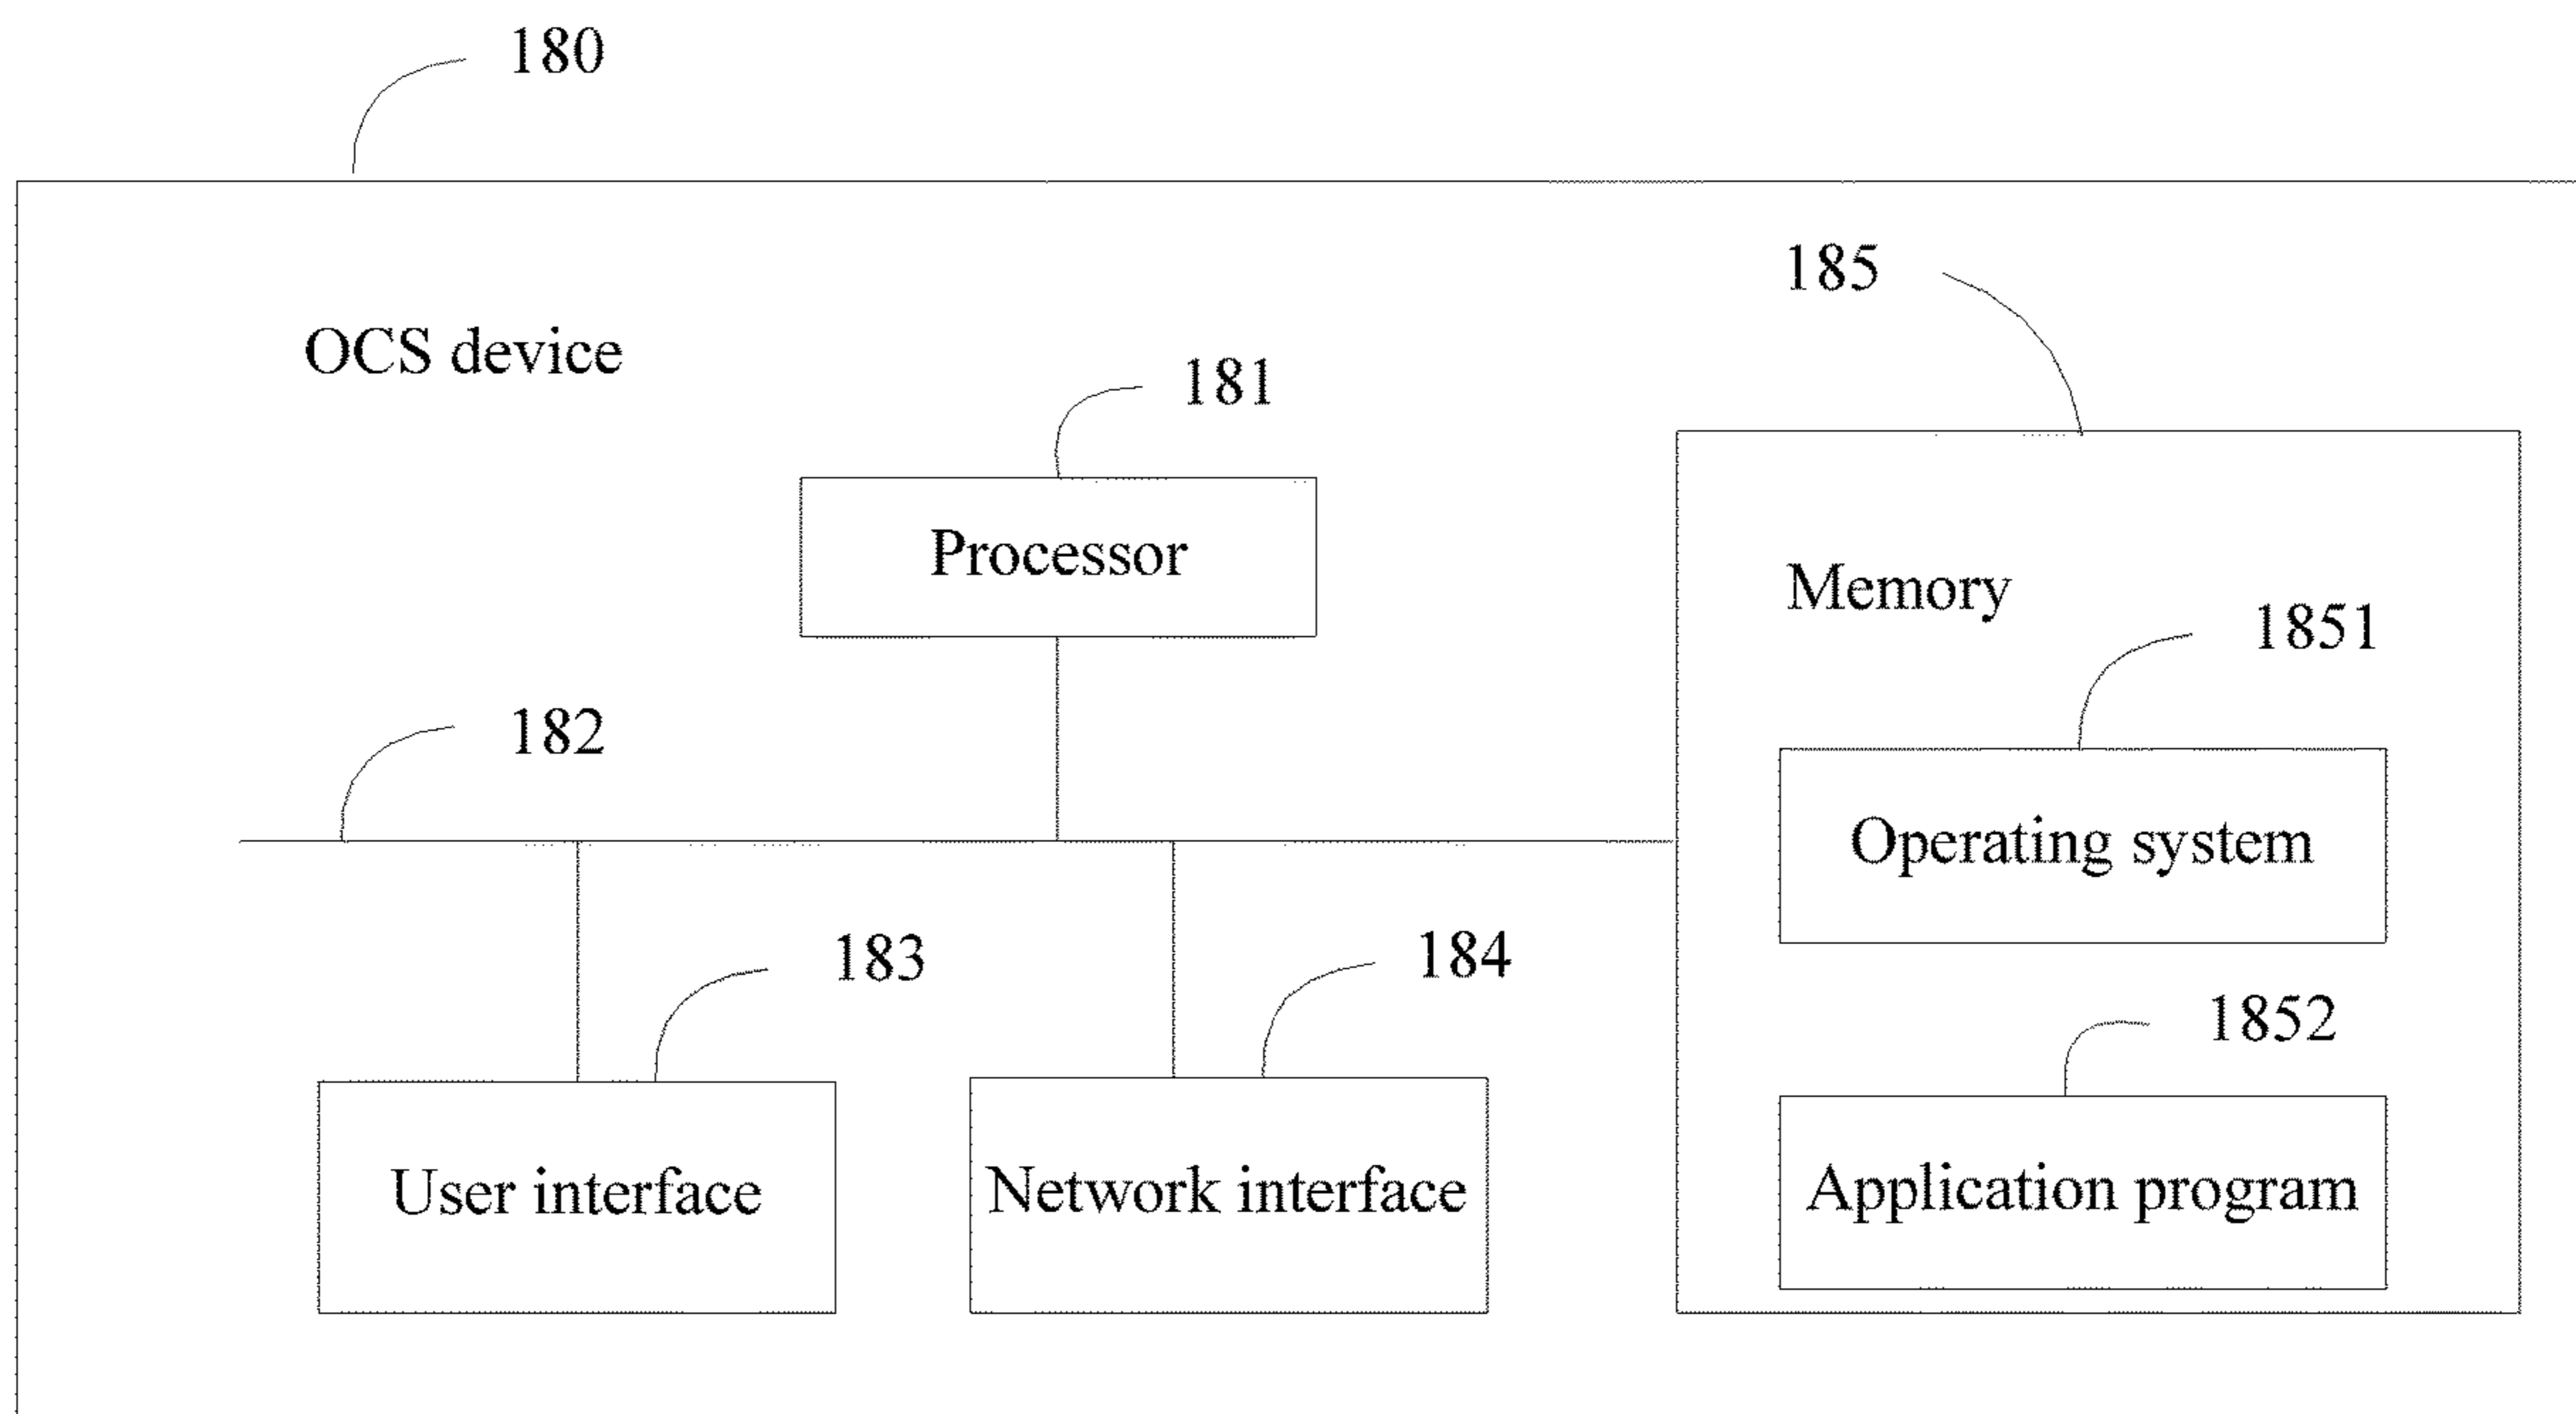 180
185
OCS device
181
Processor
Memory
1851
182
Operating system
183
184
1852
User interface
Network interface
Application program